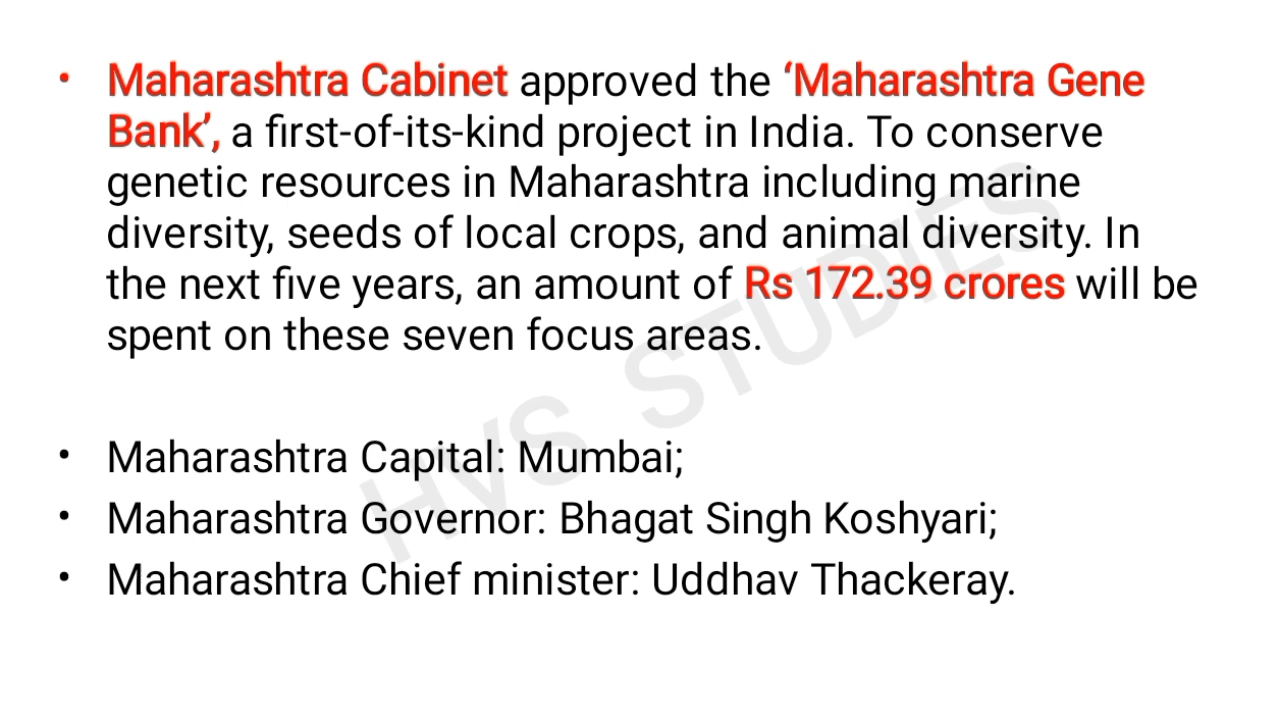 • Maharashtra Cabinet approved the ‘Maharashtra Gene
Bank’, a first-of-its-kind project in India. To conserve
genetic resources in Maharashtra including marine
diversity, seeds of local crops, and animal diversity. In
the next five years, an amount of Rs 172.39 crores will be
spent on these seven focus areas.
• Maharashtra Capital: Mumbai;
• Maharashtra Governor: Bhagat Singh Koshyari;
• Maharashtra Chief minister: Uddhav Thackeray.
HVS STUDIES